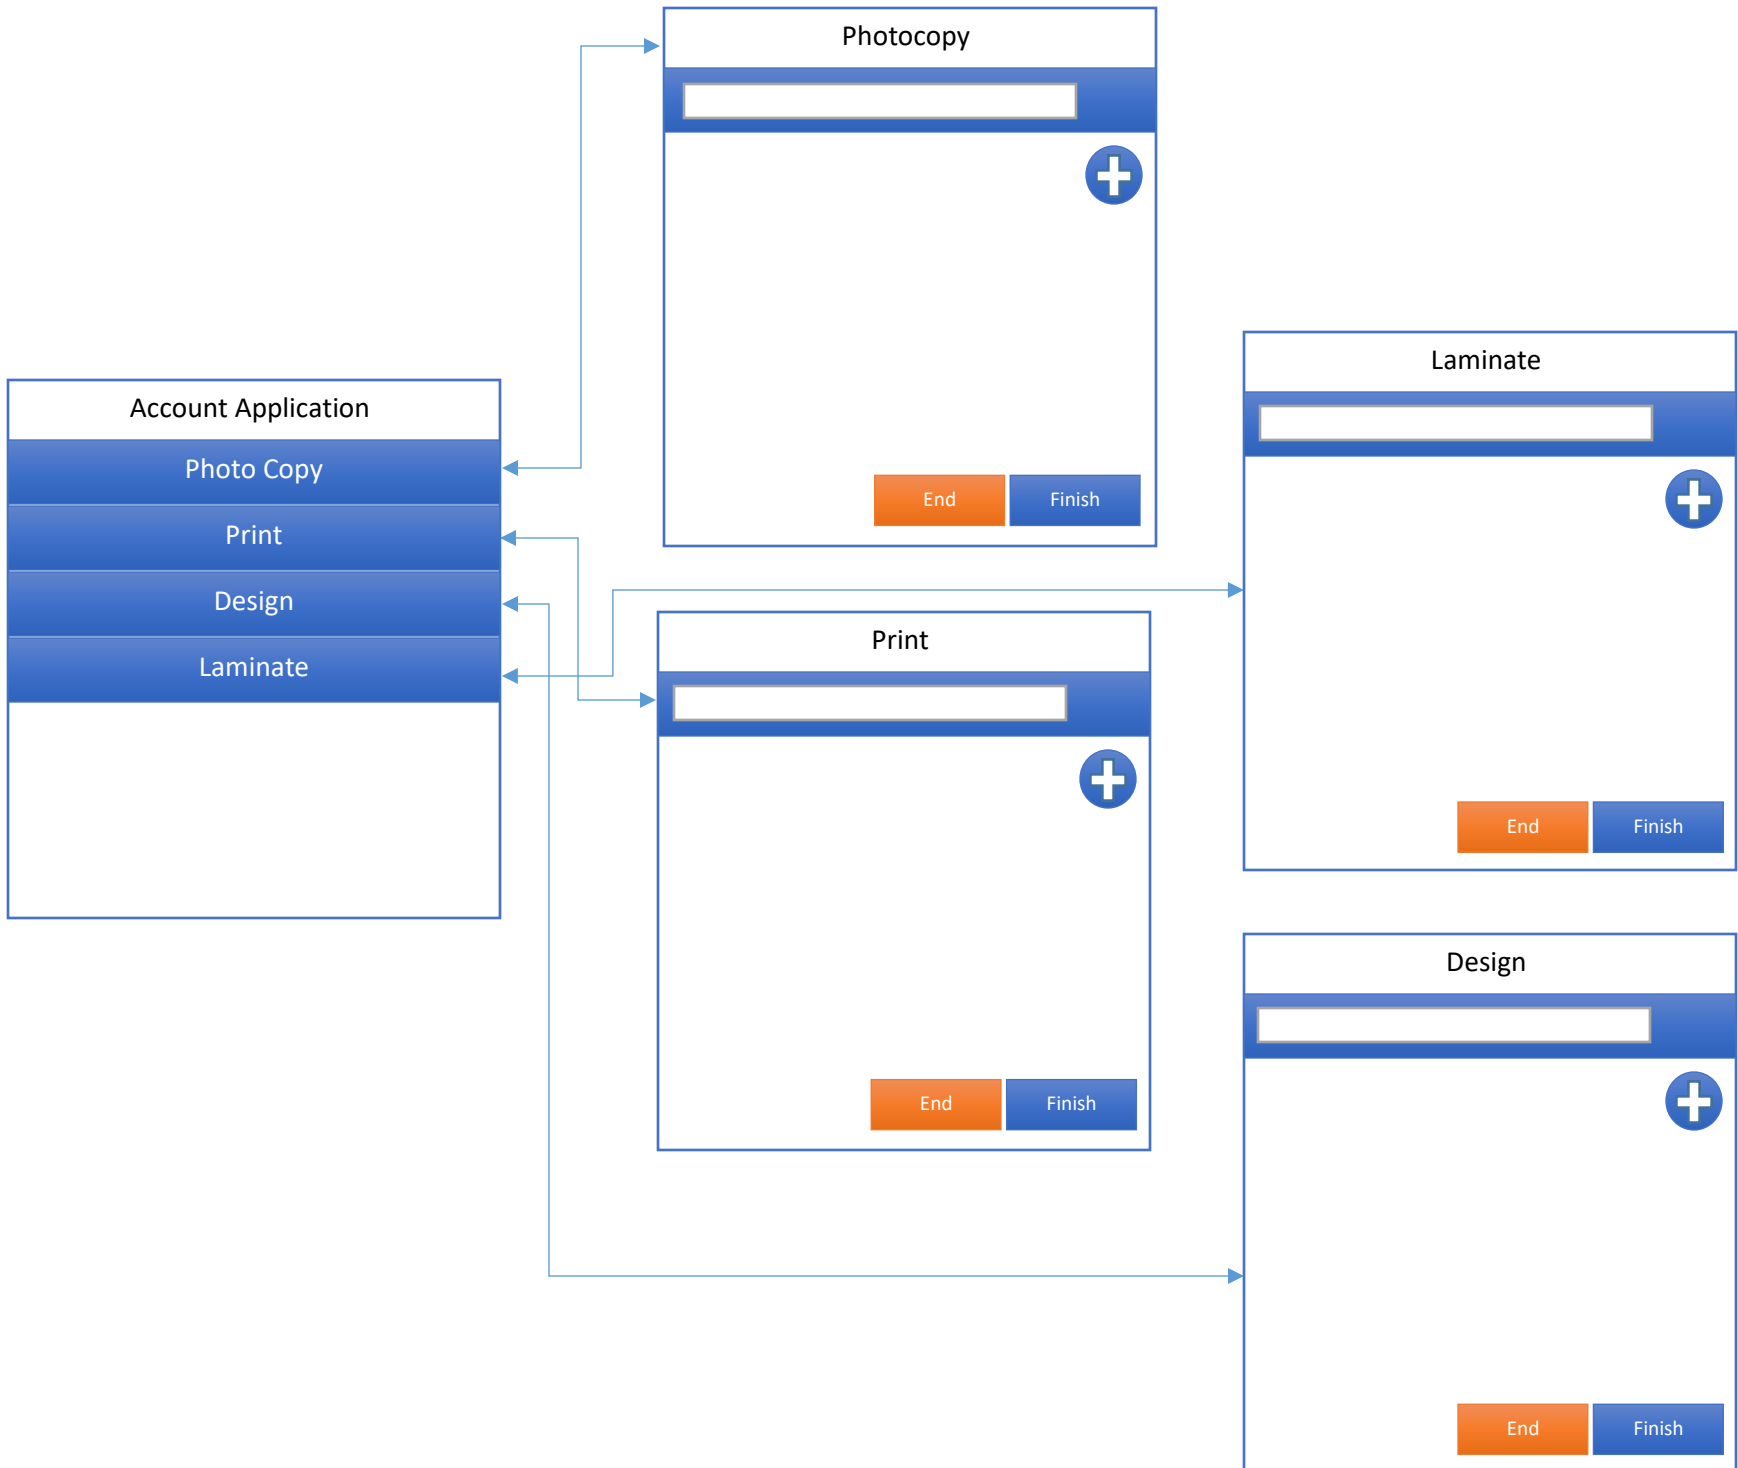 Photocopy
End
Finish
Account Application
Photo Copy
Print
Design
Laminate
Print
End
Finish
Laminate
End
Finish
Design
End
Finish